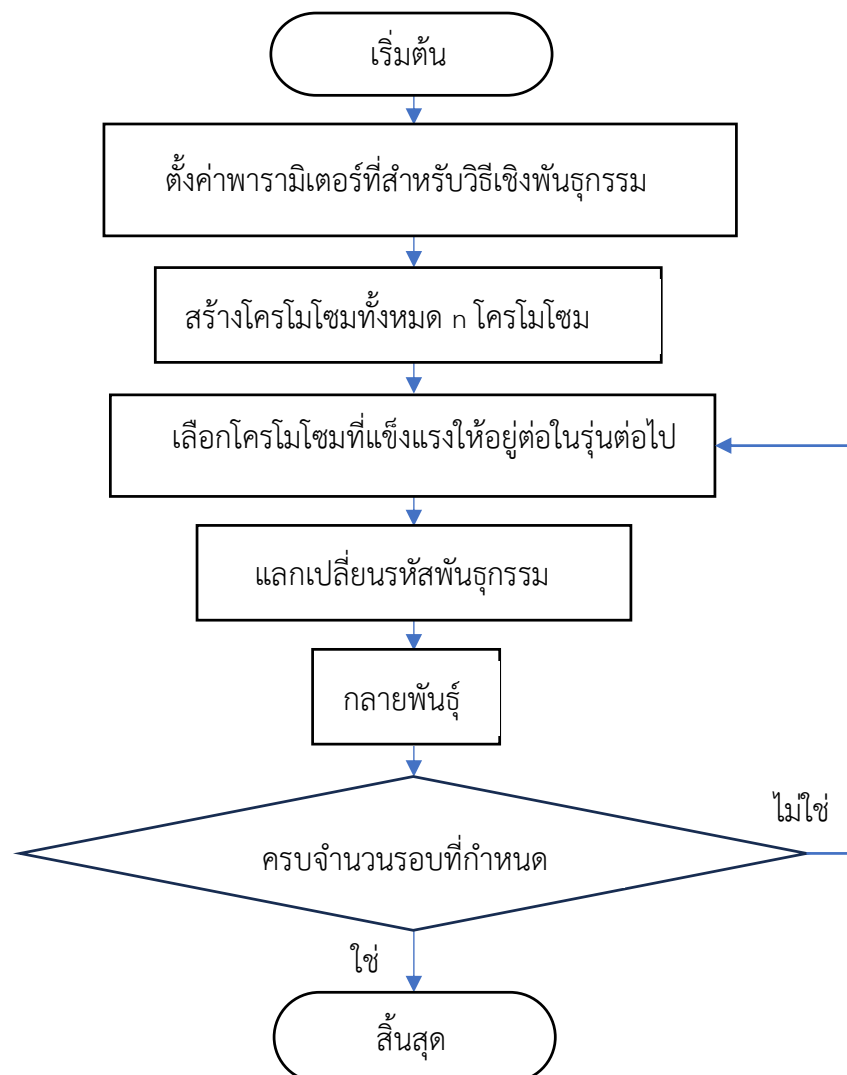 เริ่มต้น
ตั้งค่าพารามิเตอร์ที่สำหรับวิธีเชิงพันธุกรรม
สร้างโครโมโซมทั้งหมด n โครโมโซม
เลือกโครโมโซมที่แข็งแรงให้อยู่ต่อในรุ่นต่อไป
แลกเปลี่ยนรหัสพันธุกรรม
กลายพันธุ์
ไม่ใช่
ครบจำนวนรอบที่กำหนด
ใช่
สิ้นสุด